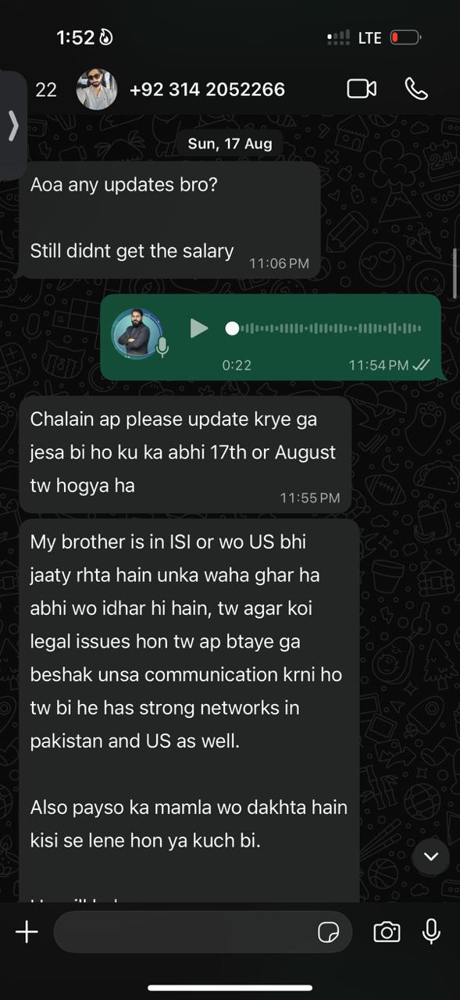 1:52
LTE
22
+92 314 2052266
Sun, 17 Aug
Aoa any updates bro?
Still didnt get the salary
11:06 PM
0:22
11:54 PM
Chalain ap please update krye ga
jesa bi ho ku ka abhi 17th or August
tw hogya ha
11:55 PM
My brother is in ISI or wo US bhi
jaaty rhta hain unka waha ghar ha
abhi wo idhar hi hain, tw agar koi
legal issues hon tw ap btaye ga
beshak unsa communication krni ho
tw bi he has strong networks in
pakistan and US as well.
Also payso ka mamla wo dakhta hain
kisi se lene hon ya kuch bi.